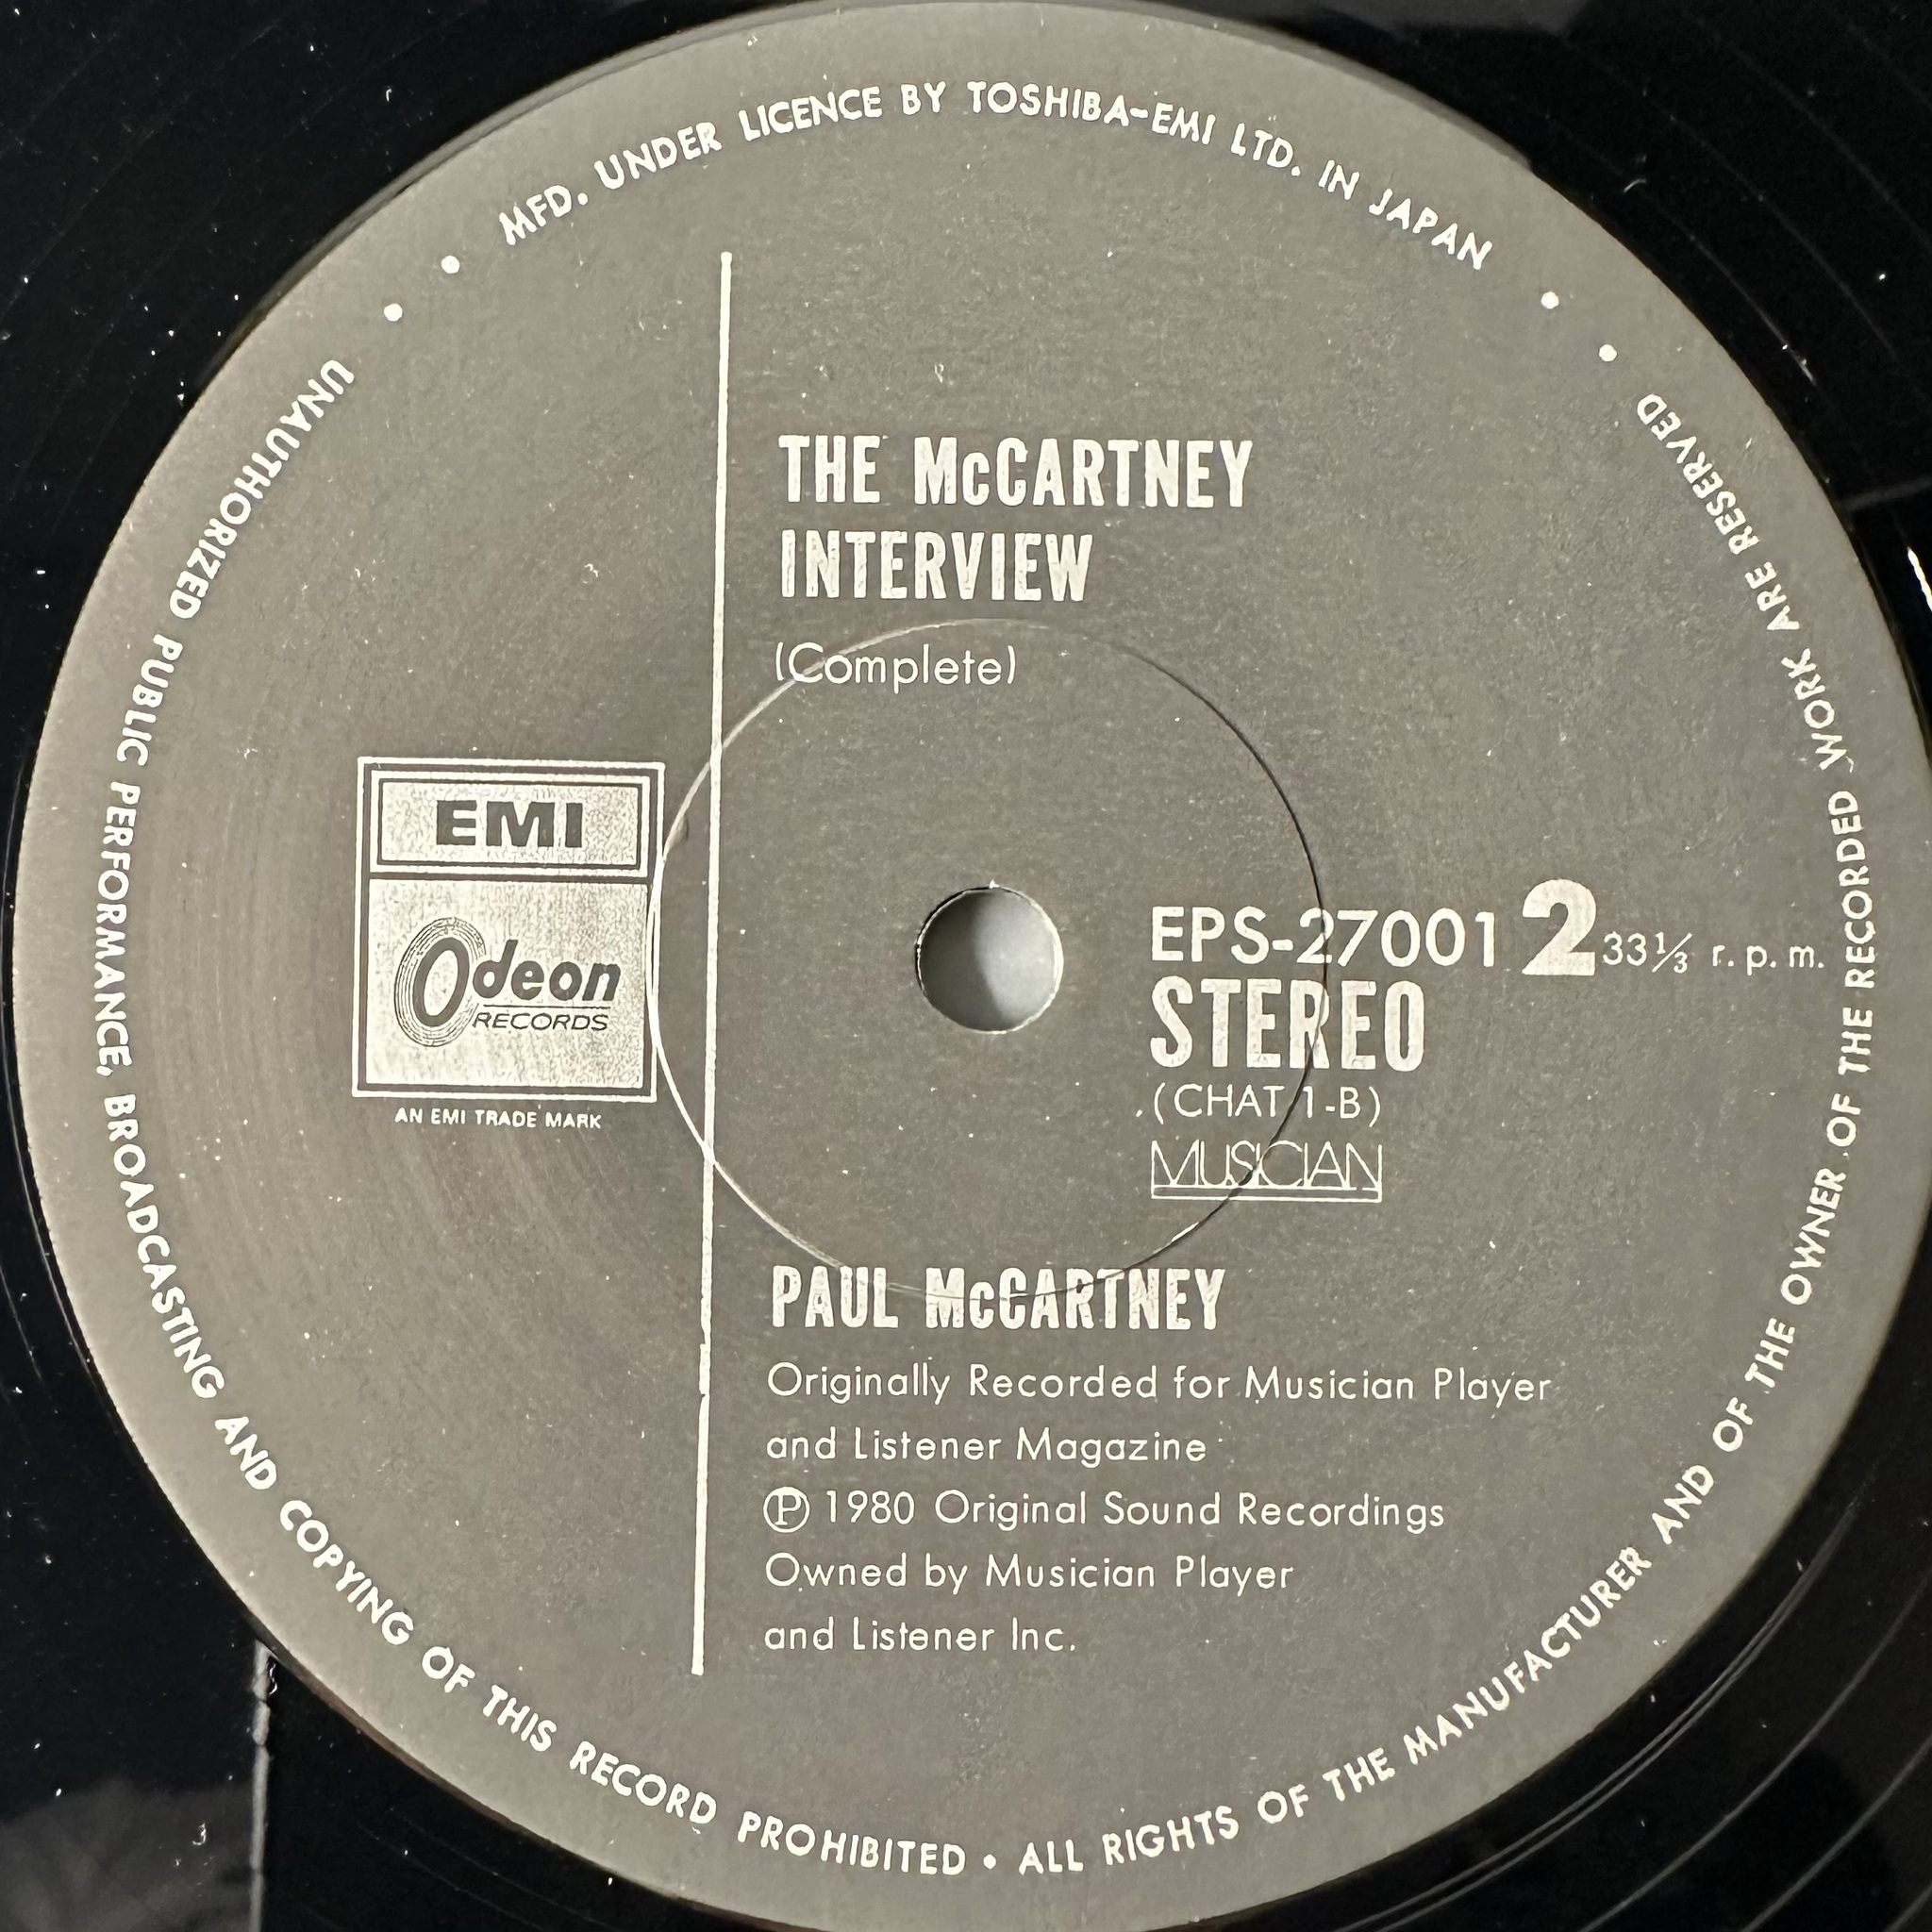 MFD. UNDER LICENCE BY TOSHIBA-EMI LTD. IN JAPAN
THE McCARTNEY
INTERVIEW
(Complete)
EMI
Odeon
RECORDS
AN EMI TRADE MARK
EPS-27001 2 33⅓ r.p.m.
STEREO
(CHAT 1-B)
MUSICIAN
PAUL McCARTNEY
Originally Recorded for Musician Player
and Listener Magazine
Ⓟ 1980 Original Sound Recordings
Owned by Musician Player
and Listener Inc.
UNAUTHORIZED PUBLIC PERFORMANCE, BROADCASTING AND COPYING OF THIS RECORD PROHIBITED • ALL RIGHTS OF THE MANUFACTURER AND OF THE OWNER OF THE RECORDED WORK ARE RESERVED